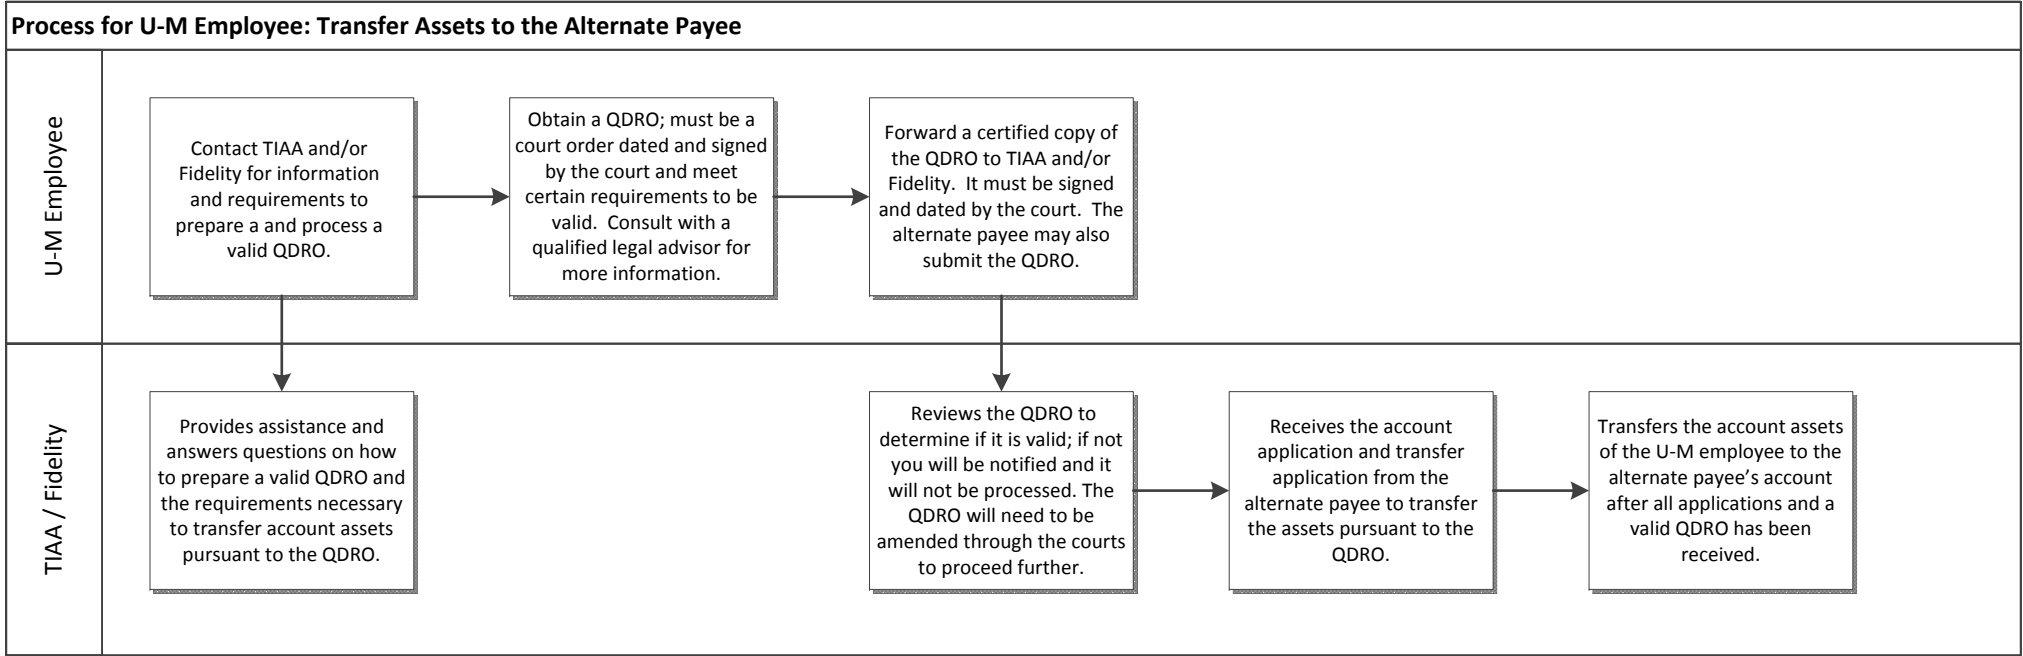 Process for U-M Employee: Transfer Assets to the Alternate Payee
U-M Employee
Contact TIAA and/or
Fidelity for information
and requirements to
prepare a and process a
valid QDRO.
Obtain a QDRO; must be a
court order dated and signed
by the court and meet
certain requirements to be
valid.  Consult with a
qualified legal advisor for
more information.
Forward a certified copy of
the QDRO to TIAA and/or
Fidelity.  It must be signed
and dated by the court.  The
alternate payee may also
submit the QDRO.
TIAA / Fidelity
Provides assistance and
answers questions on how
to prepare a valid QDRO and
the requirements necessary
to transfer account assets
pursuant to the QDRO.
Reviews the QDRO to
determine if it is valid; if not
you will be notified and it
will not be processed. The
QDRO will need to be
amended through the courts
to proceed further.
Receives the account
application and transfer
application from the
alternate payee to transfer
the assets pursuant to the
QDRO.
Transfers the account assets
of the U-M employee to the
alternate payee’s account
after all applications and a
valid QDRO has been
received.